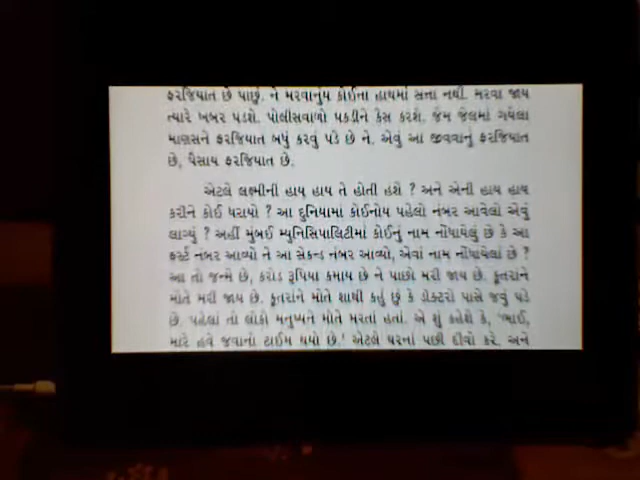 ફરજિયાત છે પાછું. ને મરવાનુંય કોઈના હાથમાં સત્તા નથી. મરવા જાય
ત્યારે ખબર પડશે. પોલીસવાળો પકડીને કેસ કરશે. જેમ જેલમાં ગયેલા
માણસને ફરજિયાત બધું કરવું પડે છે ને. એવું આ જીવવાનું ફરજિયાત
છે, પૈસાય ફરજિયાત છે.
એટલે લક્ષ્મીની હાય હાય તે હોતી હશે ? અને એની હાય હાય
કરીને કોઈ ધરાયો ? આ દુનિયામાં કોઈનોય પહેલો નંબર આવેલો એવું
લાગ્યું ? અહીં મુંબઈ મ્યુનિસિપાલિટીમાં કોઈનું નામ નોંધાયેલું છે કે આ
ફર્સ્ટ નંબર આવ્યો ને આ સેકન્ડ નંબર આવ્યો, એવાં નામ નોંધાયેલાં છે ?
આ તો જન્મે છે, કરોડ રૂપિયા કમાય છે ને પાછો મરી જાય છે. કૂતરાંને
મોતે મરી જાય છે. કૂતરાંને મોતે શાથી કહું છું કે ડોક્ટરો પાસે જવું પડે
છે. પહેલાં તો લોકો મનુષ્યને મોતે મરતાં હતાં. એ શું કહેશે કે, 'ભાઈ,
મારે હવે જવાનો ટાઈમ થયો છે.' એટલે ઘરનાં પછી દીવો કરે. અને